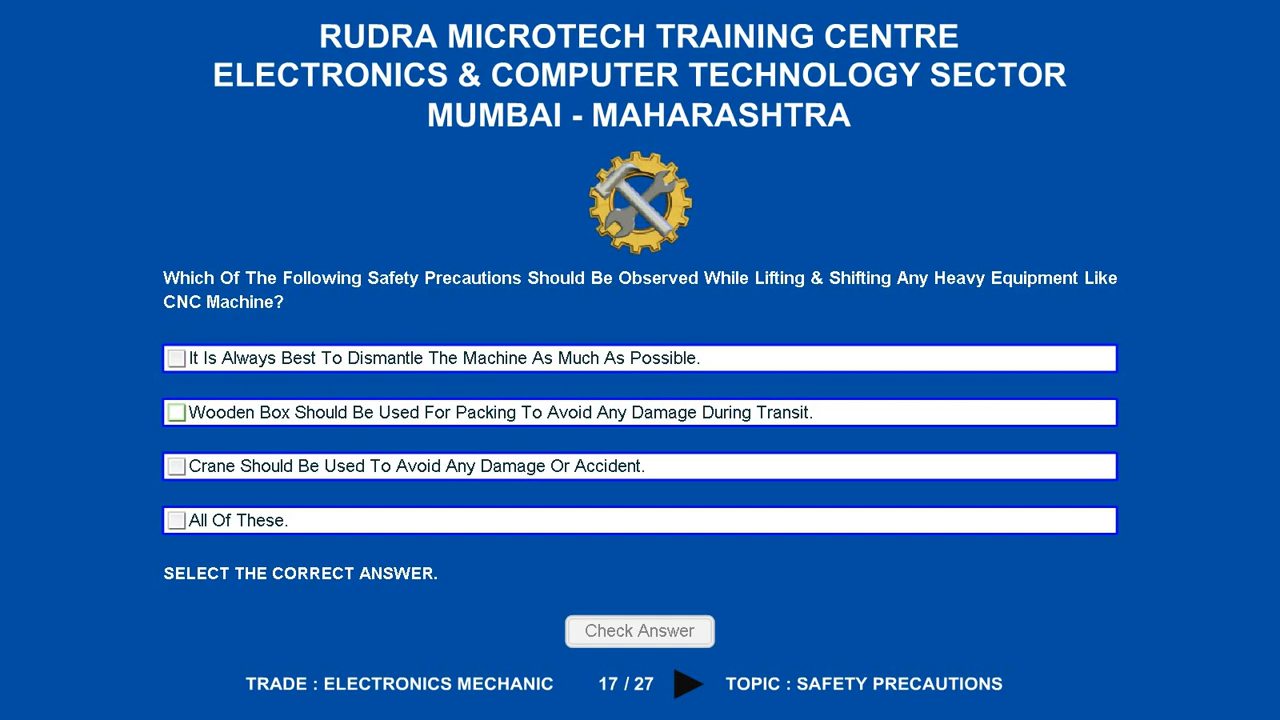 RUDRA MICROTECH TRAINING CENTRE
ELECTRONICS & COMPUTER TECHNOLOGY SECTOR
MUMBAI - MAHARASHTRA
Which Of The Following Safety Precautions Should Be Observed While Lifting & Shifting Any Heavy Equipment Like
CNC Machine?
It Is Always Best To Dismantle The Machine As Much As Possible.
Wooden Box Should Be Used For Packing To Avoid Any Damage During Transit.
Crane Should Be Used To Avoid Any Damage Or Accident.
All Of These.
SELECT THE CORRECT ANSWER.
Check Answer
TRADE : ELECTRONICS MECHANIC 17 / 27 TOPIC : SAFETY PRECAUTIONS